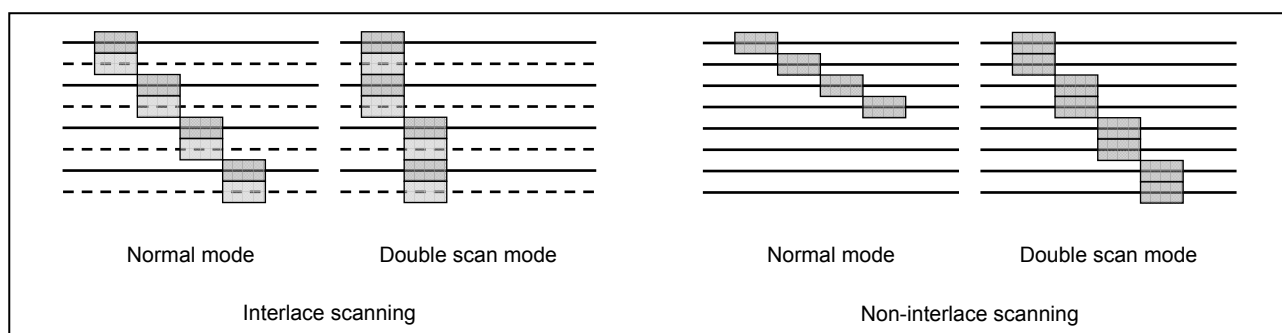 Normal mode
Double scan mode
Normal mode
Double scan mode
Interlace scanning
Non-interlace scanning